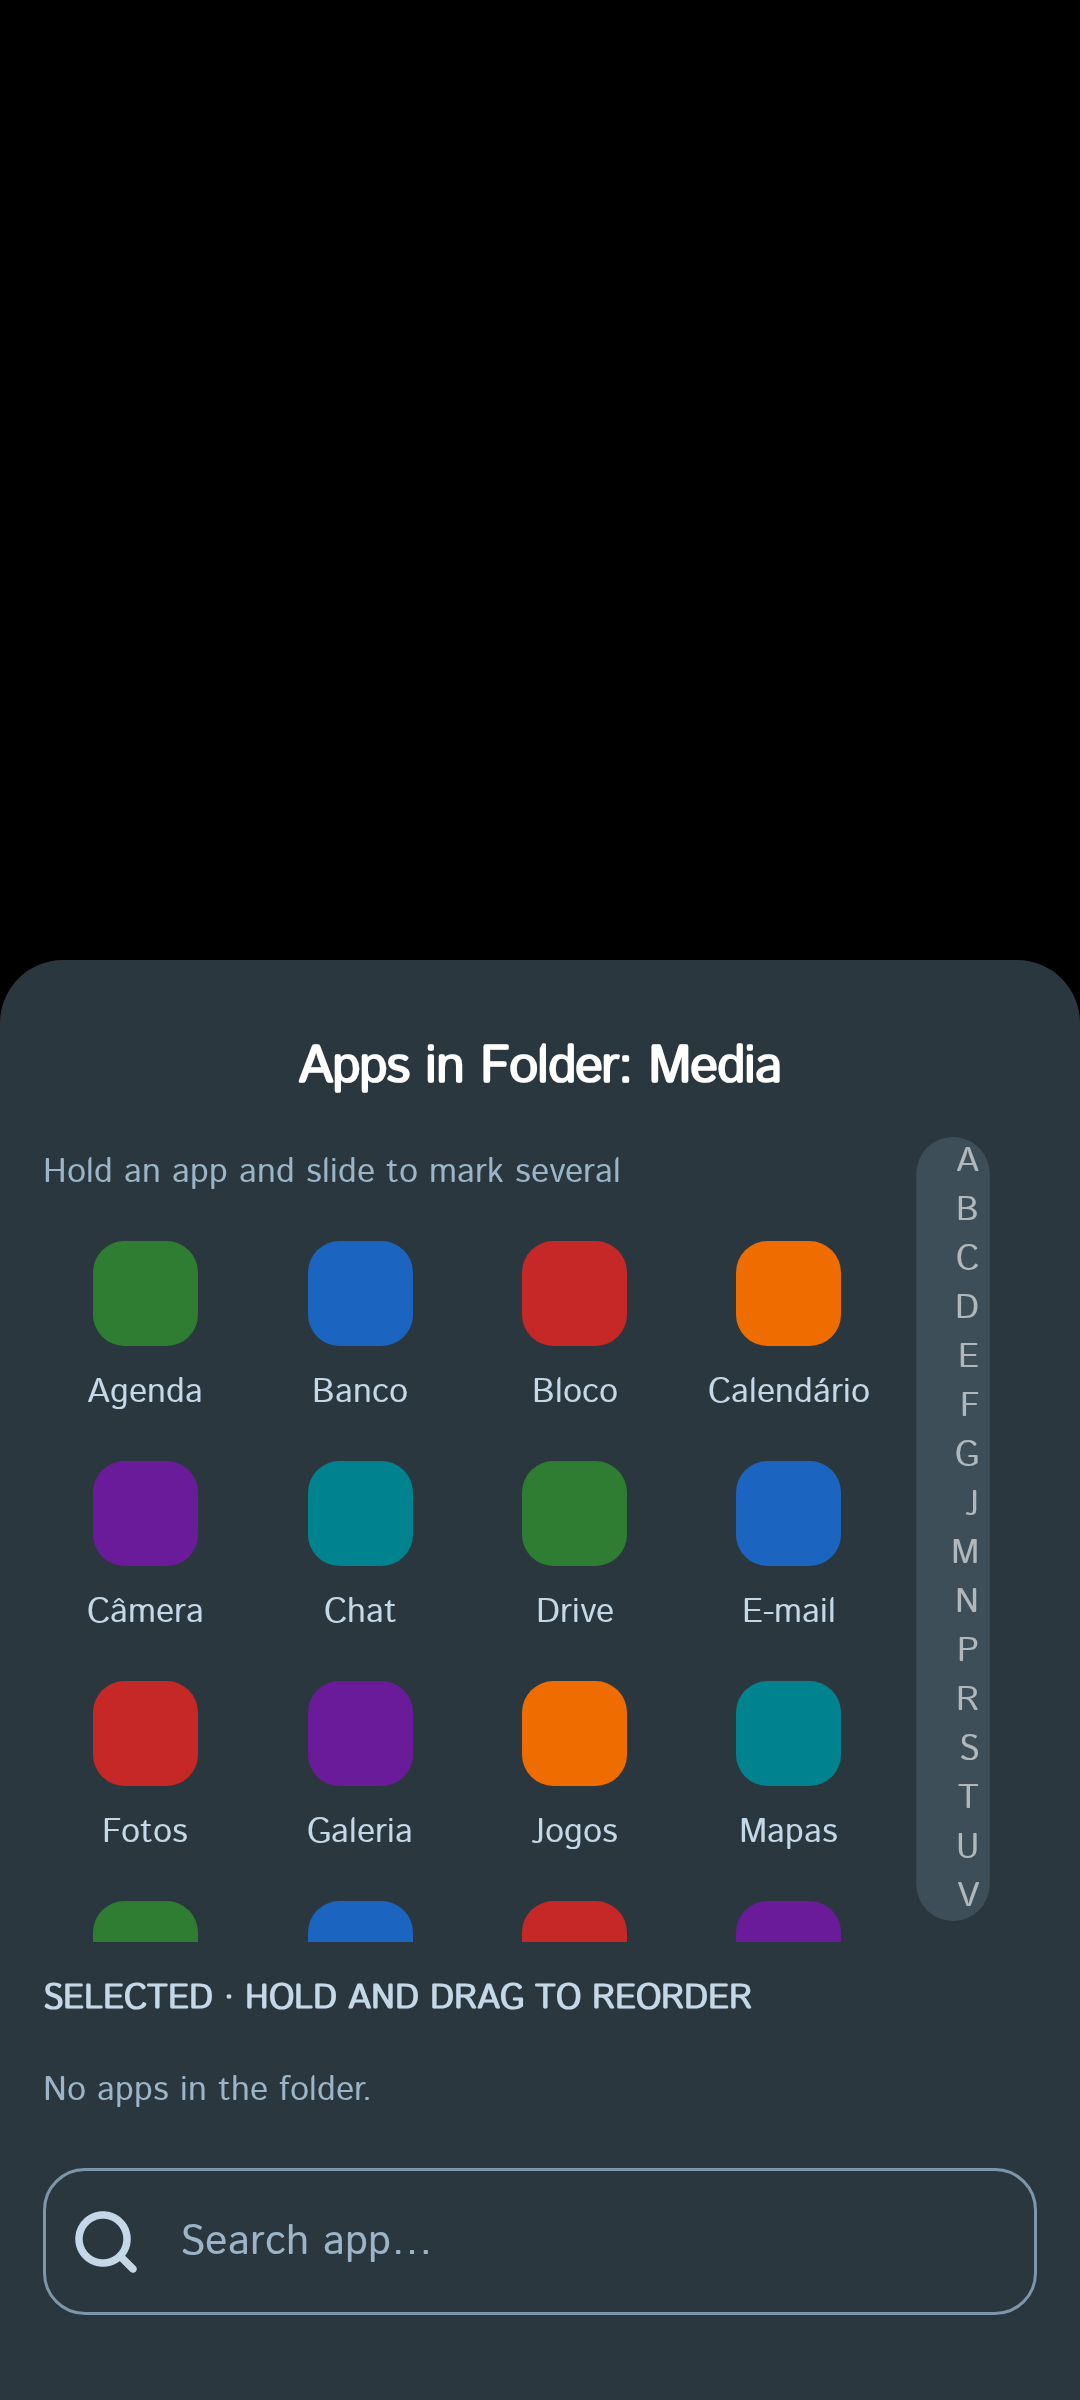 Apps in Folder: Media
Hold an app and slide to mark several
Agenda
Banco
Bloco
Calendário
Câmera
Chat
Drive
E-mail
Fotos
Galeria
Jogos
Mapas
A
B
C
D
E
F
G
J
M
N
P
R
S
T
U
V
SELECTED · HOLD AND DRAG TO REORDER
No apps in the folder.
Search app...